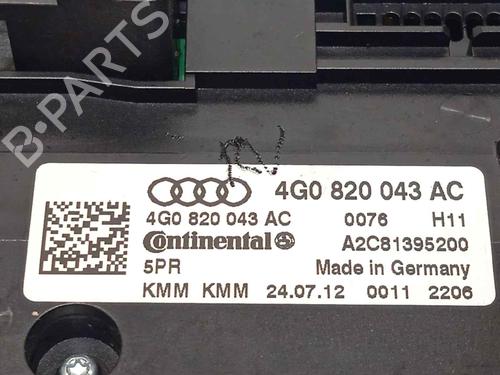 B-PARTS
4G0 820 043 AC
4G0 820 043 AC 0076 H11
Continental A2C81395200
5PR Made in Germany
KMM KMM 24.07.12 0011 2206